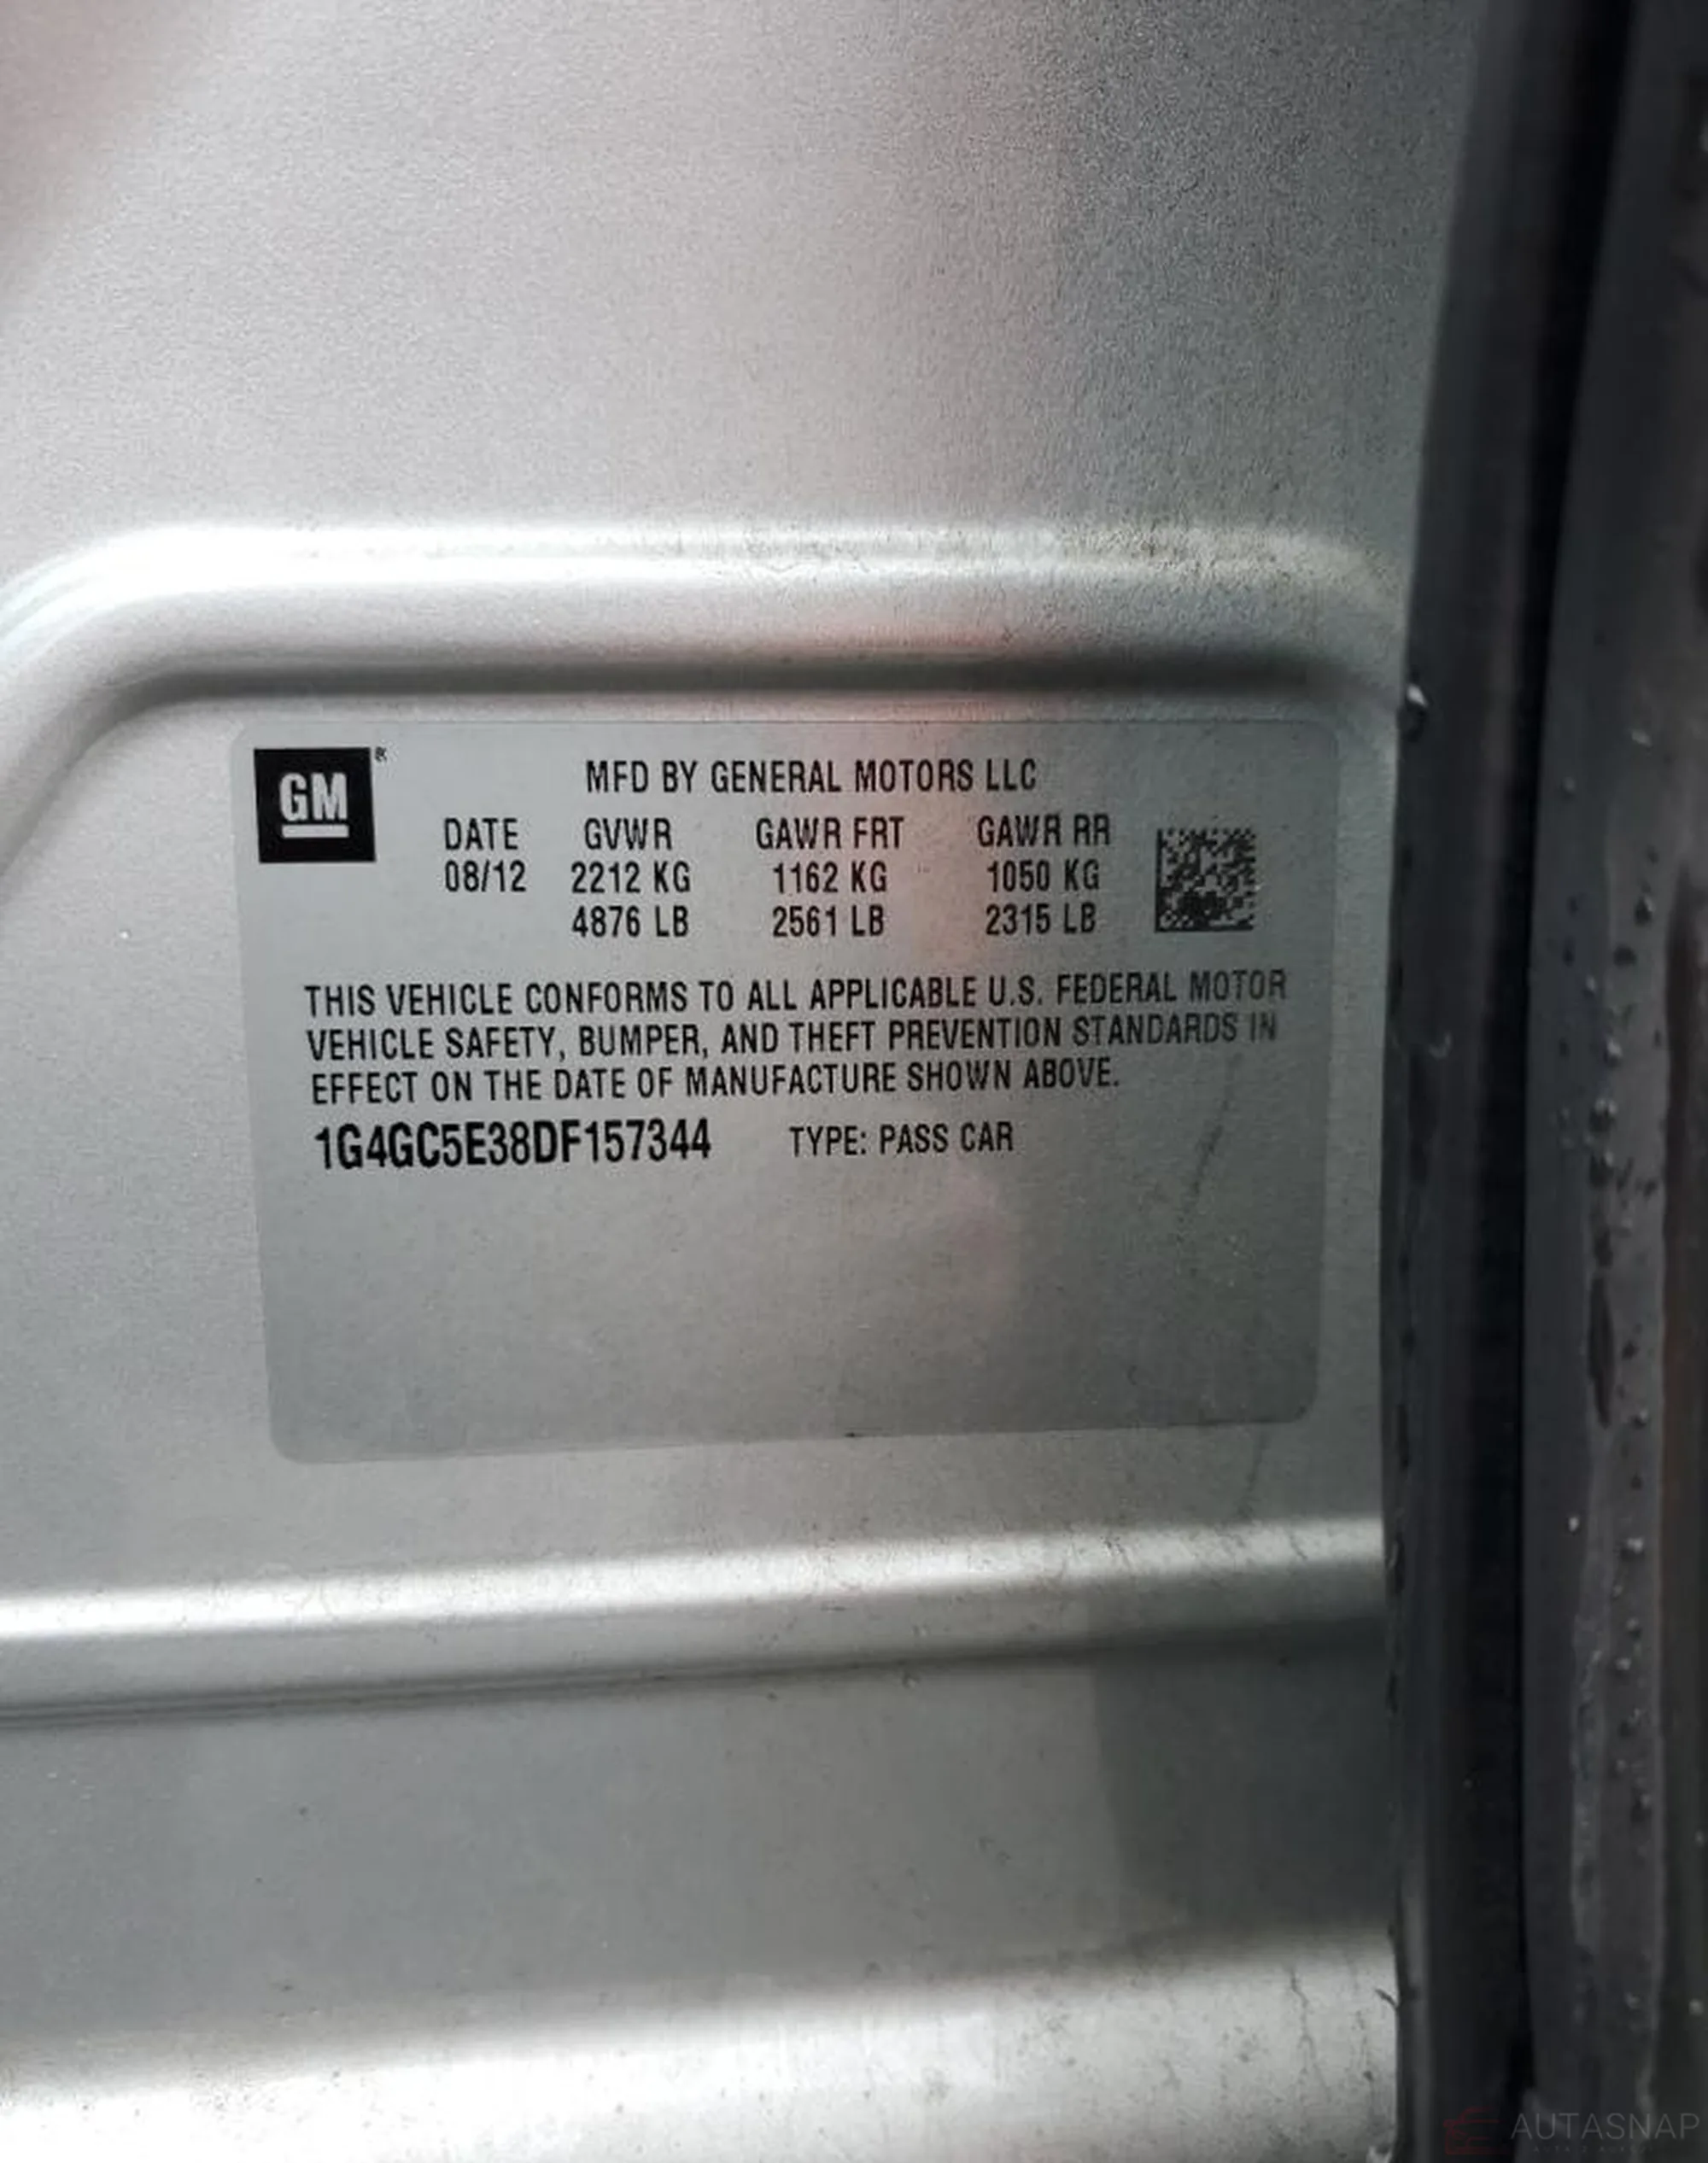 GM
®
MFD BY GENERAL MOTORS LLC
DATE GVWR GAWR FRT GAWR RR
08/12 2212 KG 1162 KG 1050 KG
4876 LB 2561 LB 2315 LB
THIS VEHICLE CONFORMS TO ALL APPLICABLE U.S. FEDERAL MOTOR
VEHICLE SAFETY, BUMPER, AND THEFT PREVENTION STANDARDS IN
EFFECT ON THE DATE OF MANUFACTURE SHOWN ABOVE.
1G4GC5E38DF157344 TYPE: PASS CAR
AUTASNAP